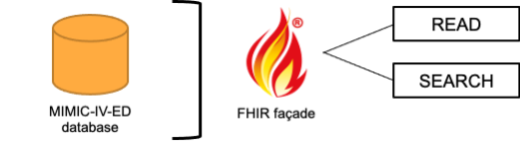 MIMIC-IV-ED
database
®
FHIR façade
READ
SEARCH